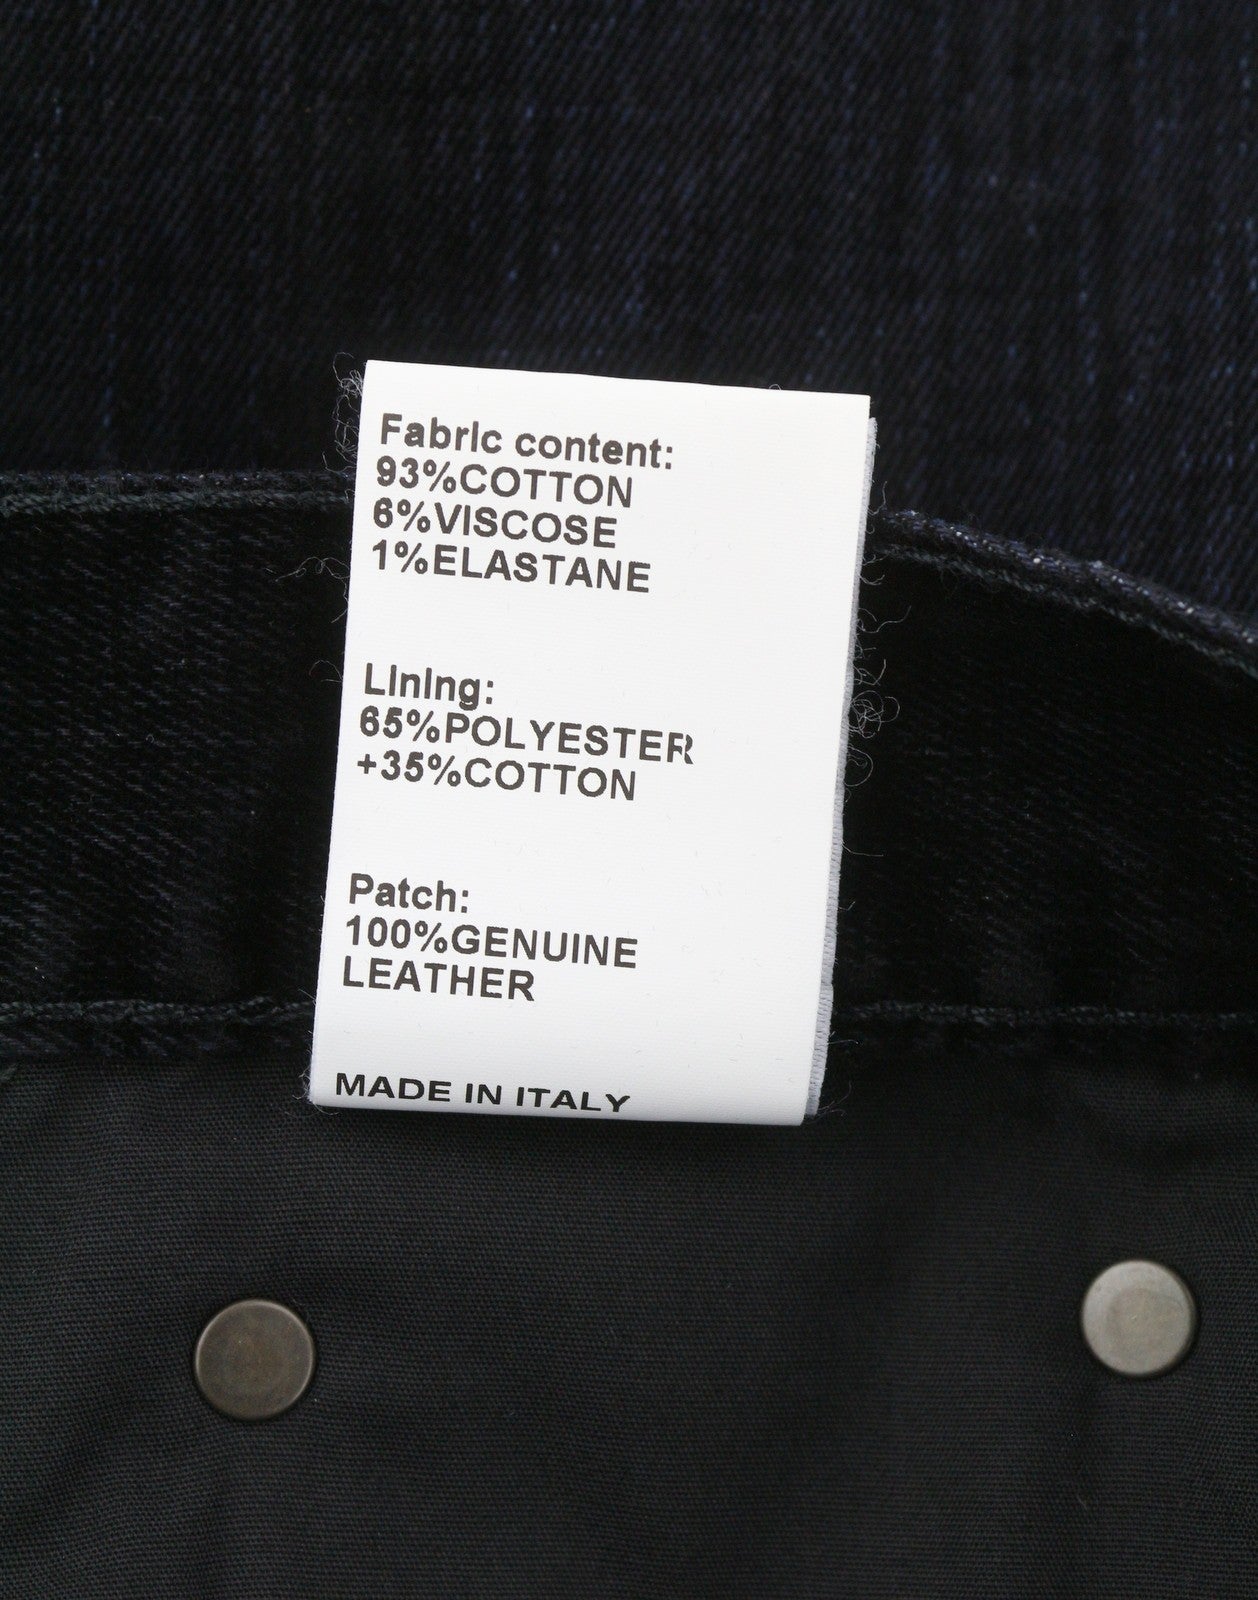 Fabric content:
93%COTTON
6%VISCOSE
1%ELASTANE
Lining:
65%POLYESTER
+35%COTTON
Patch:
100%GENUINE
LEATHER
MADE IN ITALY